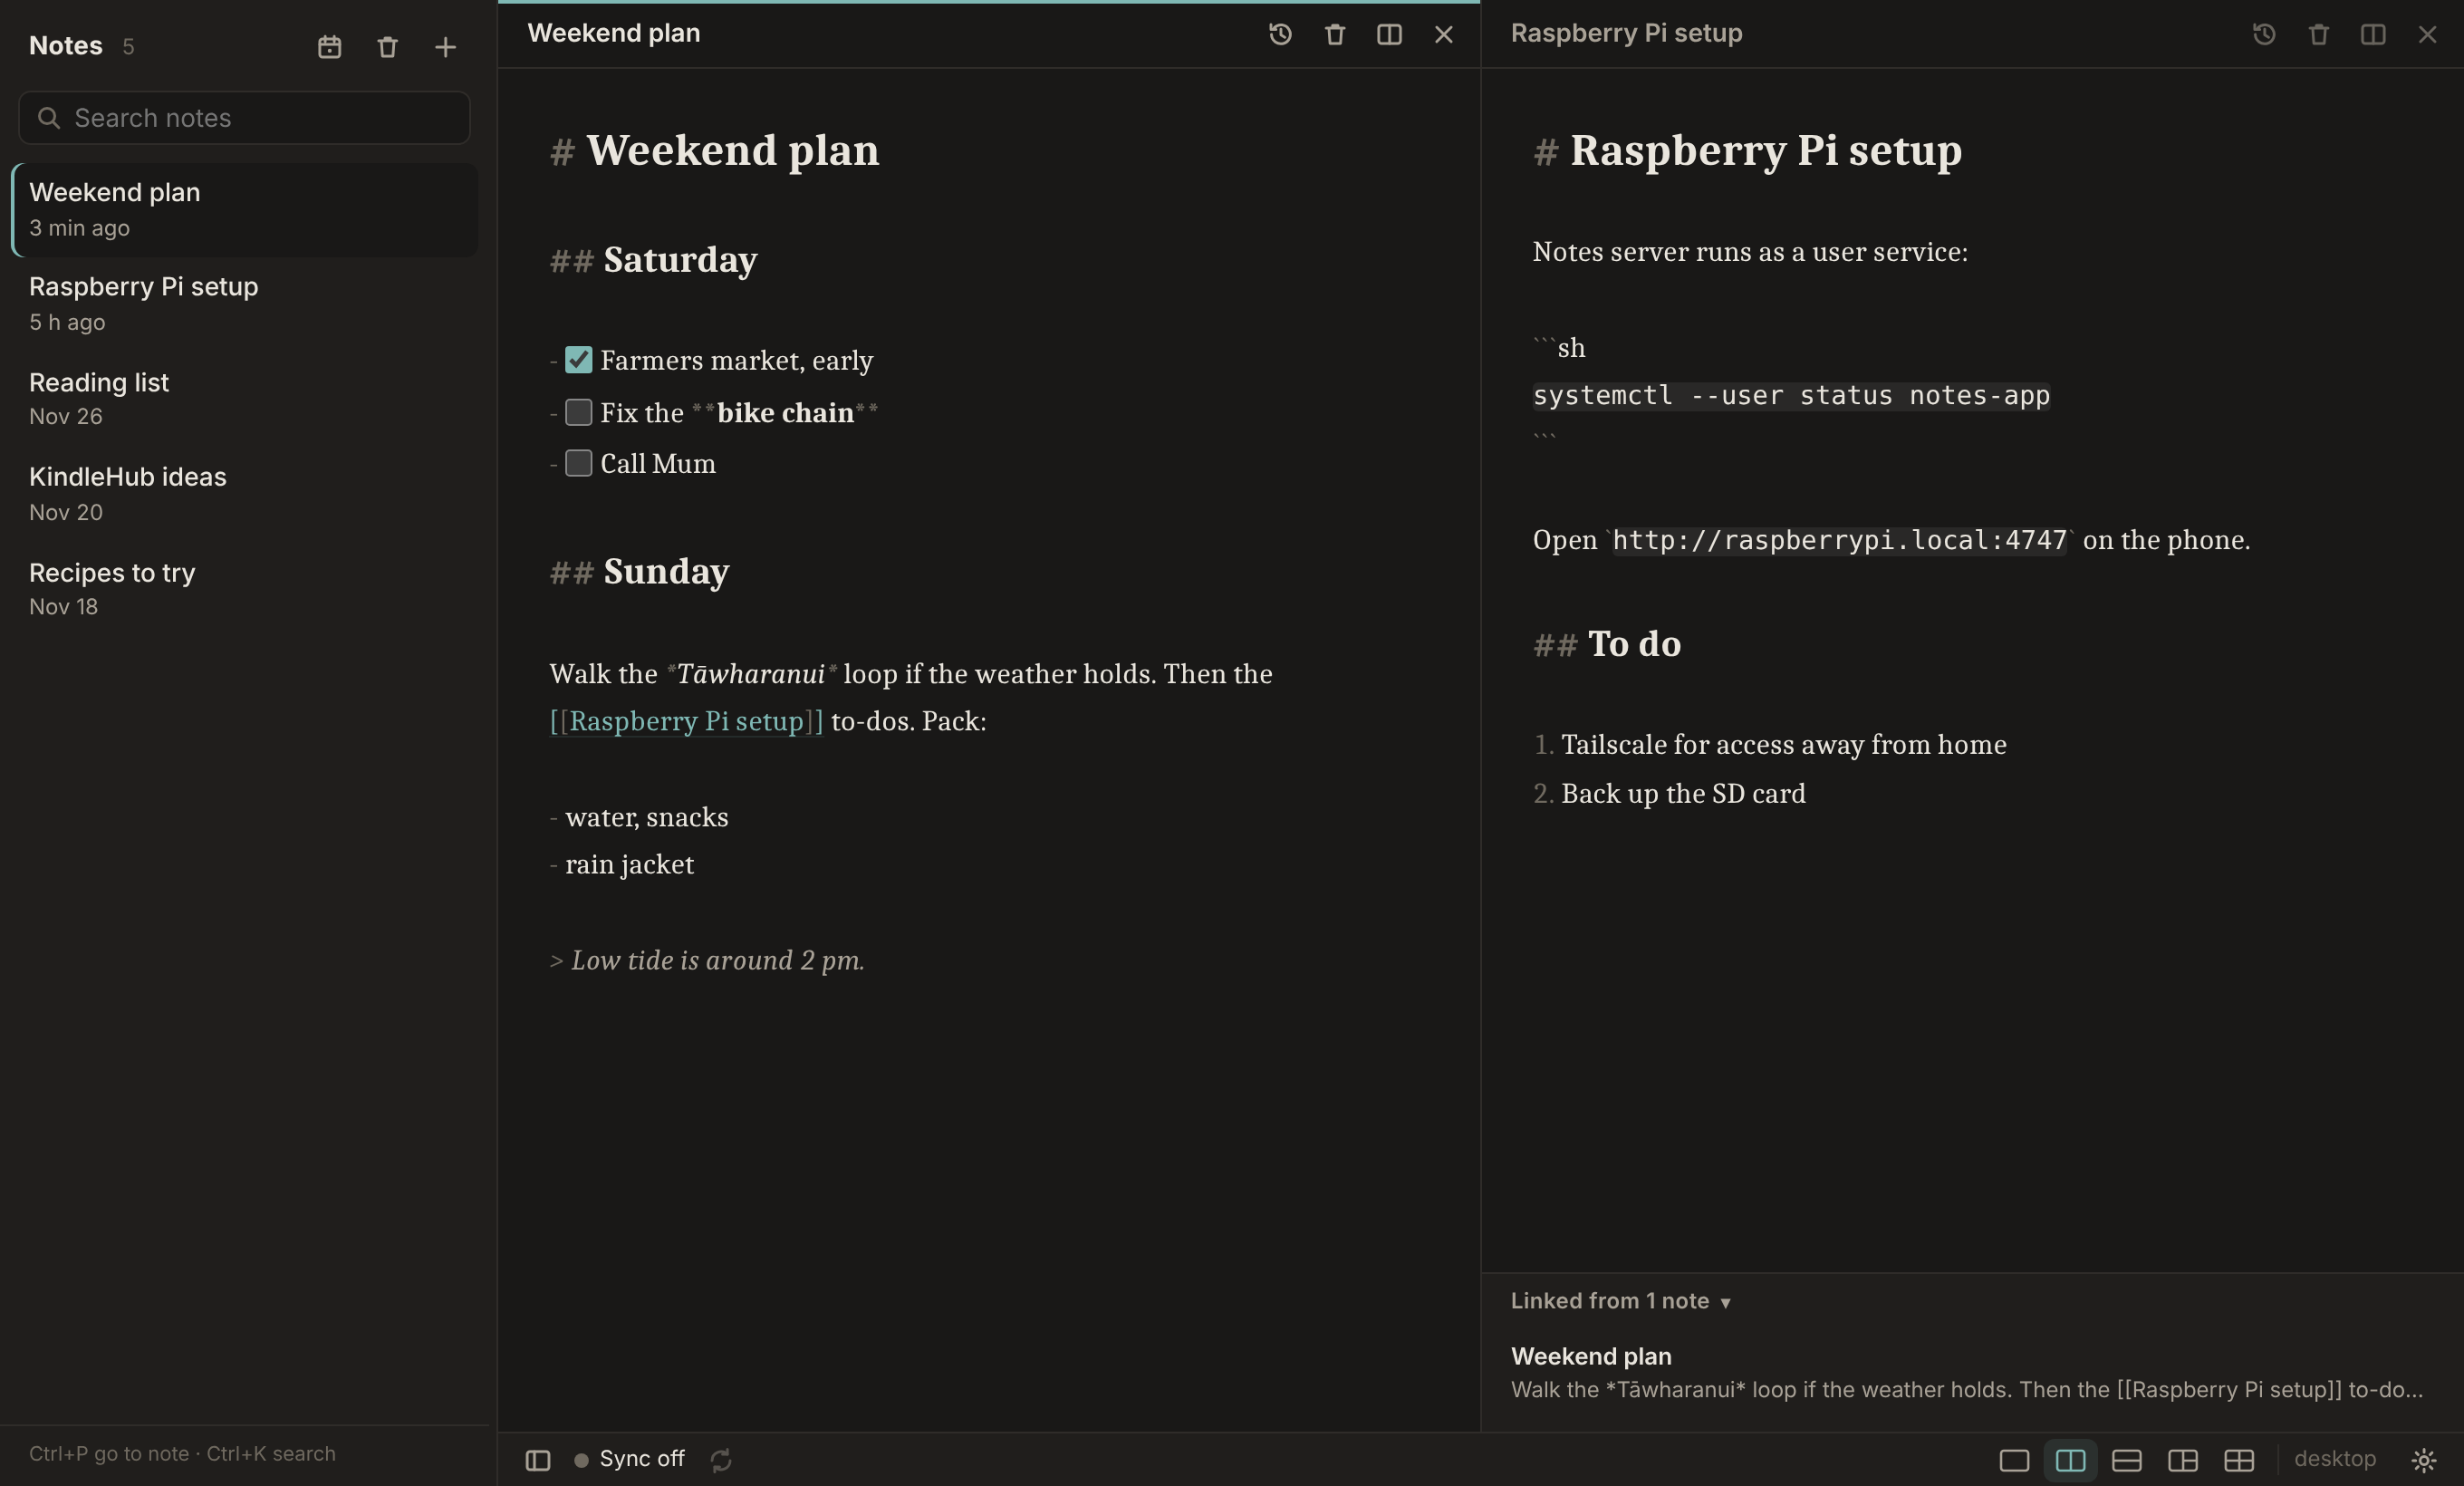 Notes 5
Search notes
Weekend plan
3 min ago
Raspberry Pi setup
5 h ago
Reading list
Nov 26
KindleHub ideas
Nov 20
Recipes to try
Nov 18
Ctrl+P go to note · Ctrl+K search
Weekend plan
# Weekend plan
## Saturday
- Farmers market, early
- Fix the **bike chain**
- Call Mum
## Sunday
Walk the *Tāwharanui* loop if the weather holds. Then the
[[Raspberry Pi setup]] to-dos. Pack:
- water, snacks
- rain jacket
> Low tide is around 2 pm.
Raspberry Pi setup
# Raspberry Pi setup
Notes server runs as a user service:
```sh
systemctl --user status notes-app
```
Open `http://raspberrypi.local:4747` on the phone.
## To do
1. Tailscale for access away from home
2. Back up the SD card
Linked from 1 note ▾
Weekend plan
Walk the *Tāwharanui* loop if the weather holds. Then the [[Raspberry Pi setup]] to-do...
Sync off
desktop